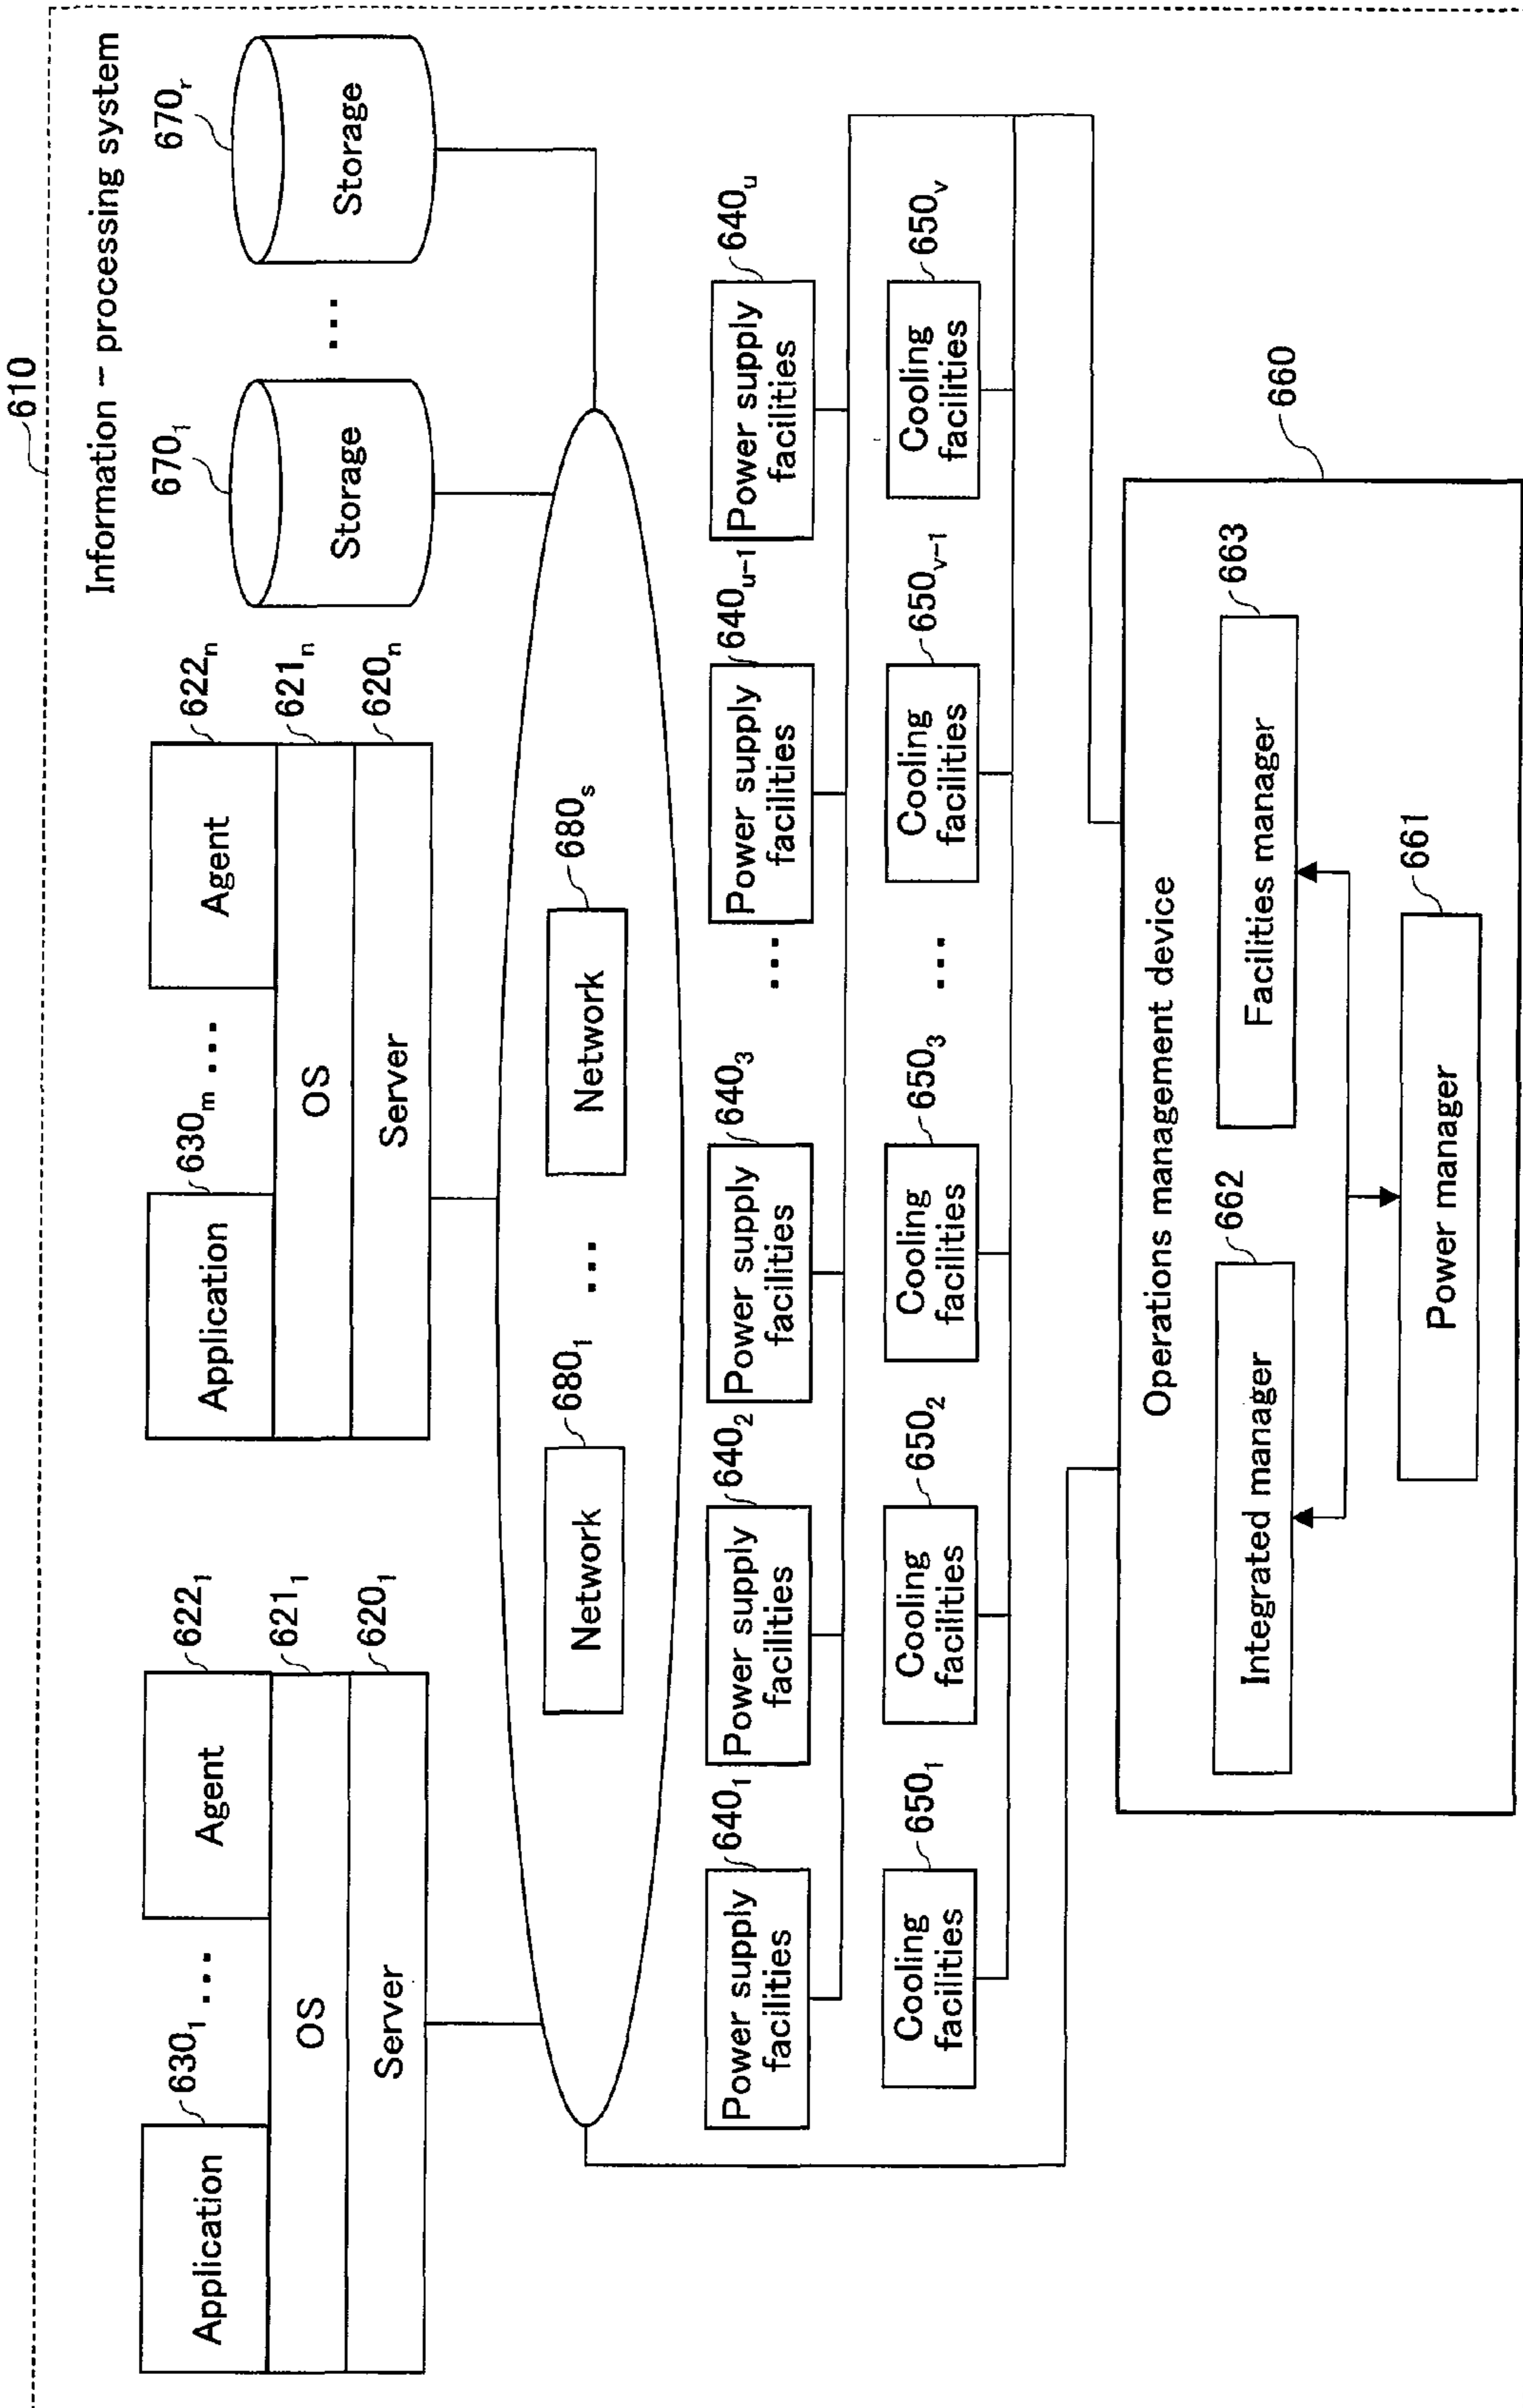 610
Information – processing system
622₁
630₁ ...
Application
Agent
621₁
OS
620₁
Server
622ₙ
630ₘ ...
Application
Agent
621ₙ
OS
620ₙ
Server
670₁
Storage
...
670ᵣ
Storage
680₁
Network
...
680ₛ
Network
640₁
Power supply
facilities
640₂
Power supply
facilities
640₃
Power supply
facilities
...
640ᵤ₋₁
Power supply
facilities
640ᵤ
Power supply
facilities
650₁
Cooling
facilities
650₂
Cooling
facilities
650₃
Cooling
facilities
...
650ᵥ₋₁
Cooling
facilities
650ᵥ
Cooling
facilities
660
Operations management device
662
Integrated manager
663
Facilities manager
661
Power manager